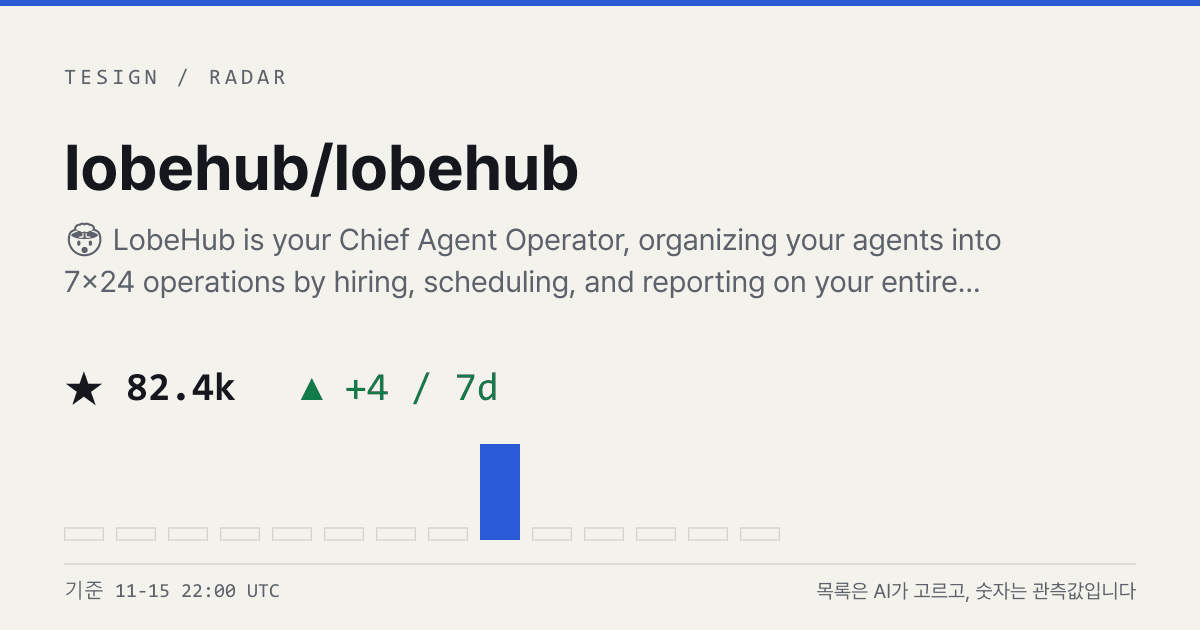 TESIGN / RADAR
lobehub/lobehub
🤯 LobeHub is your Chief Agent Operator, organizing your agents into
7×24 operations by hiring, scheduling, and reporting on your entire…
★ 82.4k ▲ +4 / 7d
기준 11-15 22:00 UTC
목록은 AI가 고르고, 숫자는 관측값입니다